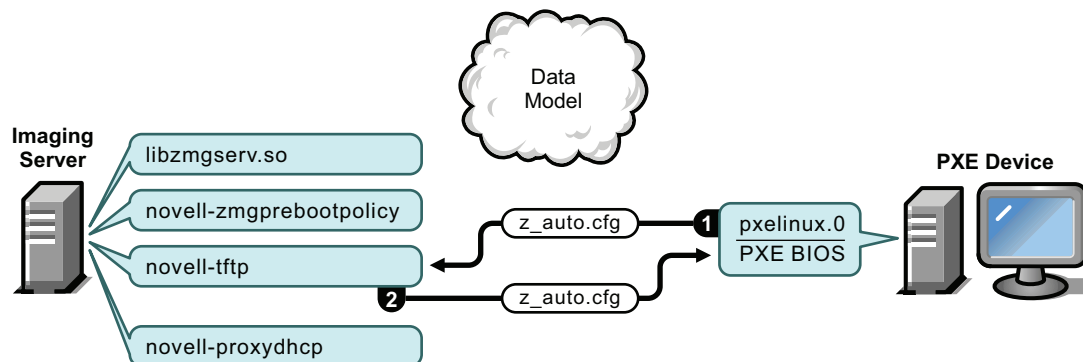 Data
Model
Imaging
Server
libzmgserv.so
novell-zmgprebootpolicy
novell-tftp
novell-proxydhcp
PXE Device
1
z_auto.cfg
pxelinux.0
PXE BIOS
2
z_auto.cfg